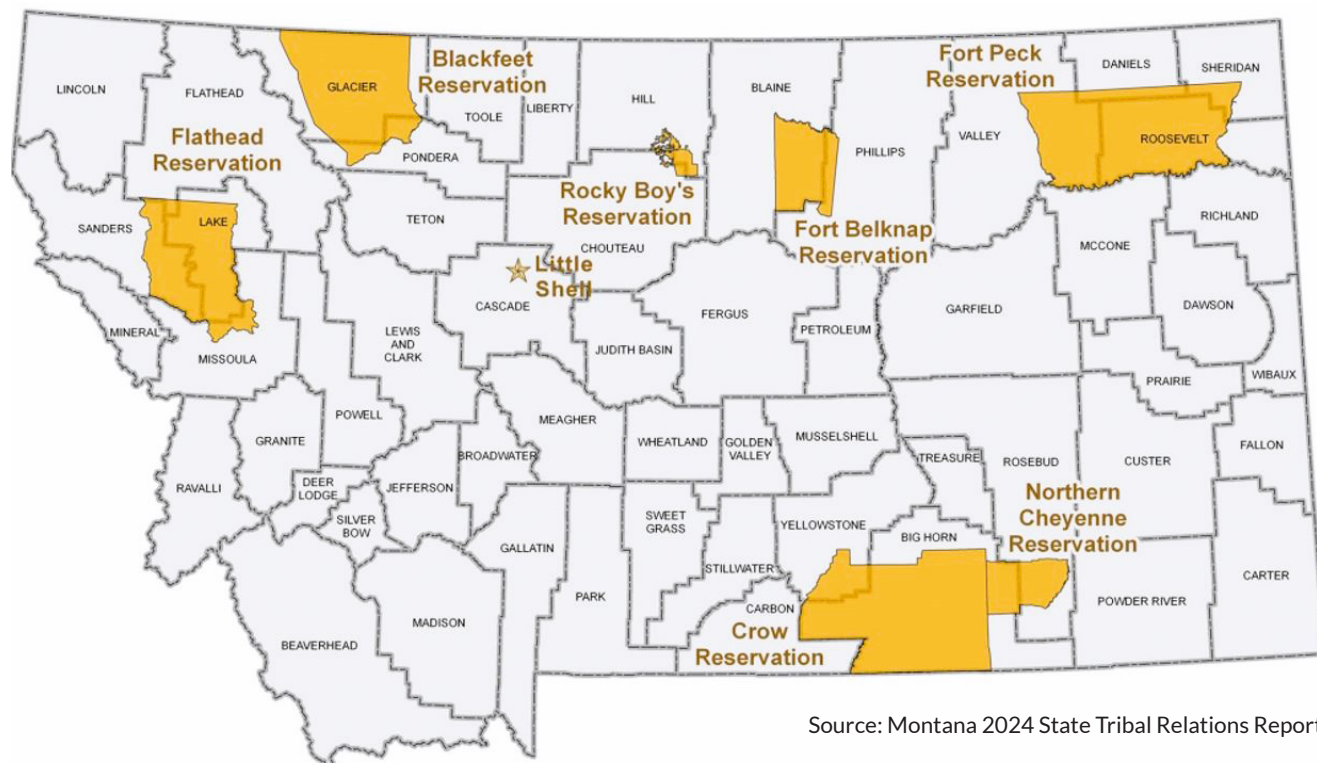 Blackfeet
Reservation
Fort Peck
Reservation
DANIELS
SHERIDAN
LINCOLN
FLATHEAD
GLACIER
TOOLE
LIBERTY
HILL
BLAINE
PHILLIPS
VALLEY
ROOSEVELT
Flathead
Reservation
PONDERA
Rocky Boy's
Reservation
SANDERS
LAKE
TETON
CHOUTEAU
Fort Belknap
Reservation
RICHLAND
MCCONE
Little
Shell
CASCADE
FERGUS
PETROLEUM
GARFIELD
DAWSON
MINERAL
MISSOULA
LEWIS
AND
CLARK
JUDITH BASIN
PRAIRIE
WIBAUX
POWELL
GRANITE
MEAGHER
WHEATLAND
GOLDEN
VALLEY
MUSSELSHELL
TREASURE
ROSEBUD
CUSTER
FALLON
RAVALLI
DEER
LODGE
JEFFERSON
BROADWATER
SILVER
BOW
GALLATIN
SWEET
GRASS
YELLOWSTONE
BIG HORN
Northern
Cheyenne
Reservation
STILLWATER
PARK
CARBON
POWDER RIVER
CARTER
Crow
Reservation
MADISON
BEAVERHEAD
Source: Montana 2024 State Tribal Relations Report